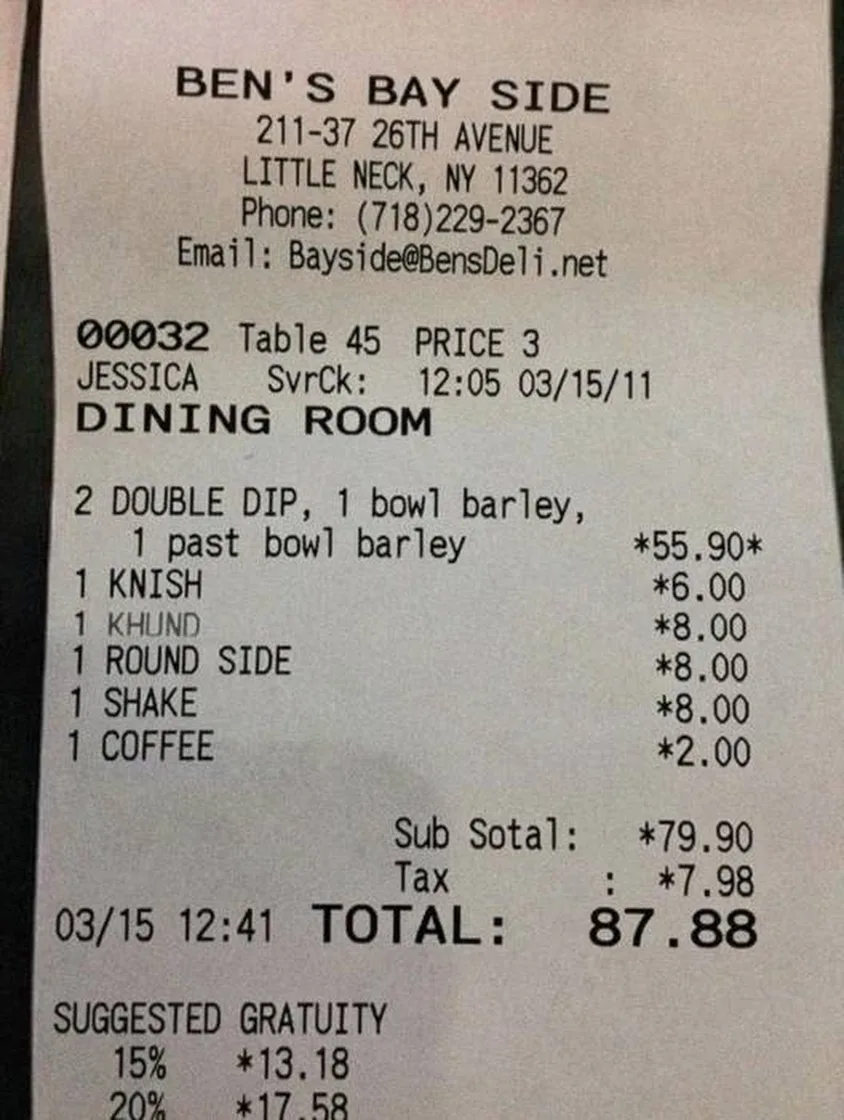 BEN'S BAY SIDE
211-37 26TH AVENUE
LITTLE NECK, NY 11362
Phone: (718)229-2367
Email: Bayside@BensDeli.net
00032 Table 45 PRICE 3
JESSICA SvrCk: 12:05 03/15/11
DINING ROOM
2 DOUBLE DIP, 1 bowl barley,
1 past bowl barley *55.90*
1 KNISH *6.00
1 KHUND *8.00
1 ROUND SIDE *8.00
1 SHAKE *8.00
1 COFFEE *2.00
Sub Sotal: *79.90
Tax : *7.98
03/15 12:41 TOTAL: 87.88
SUGGESTED GRATUITY
15% *13.18
20% *17.58